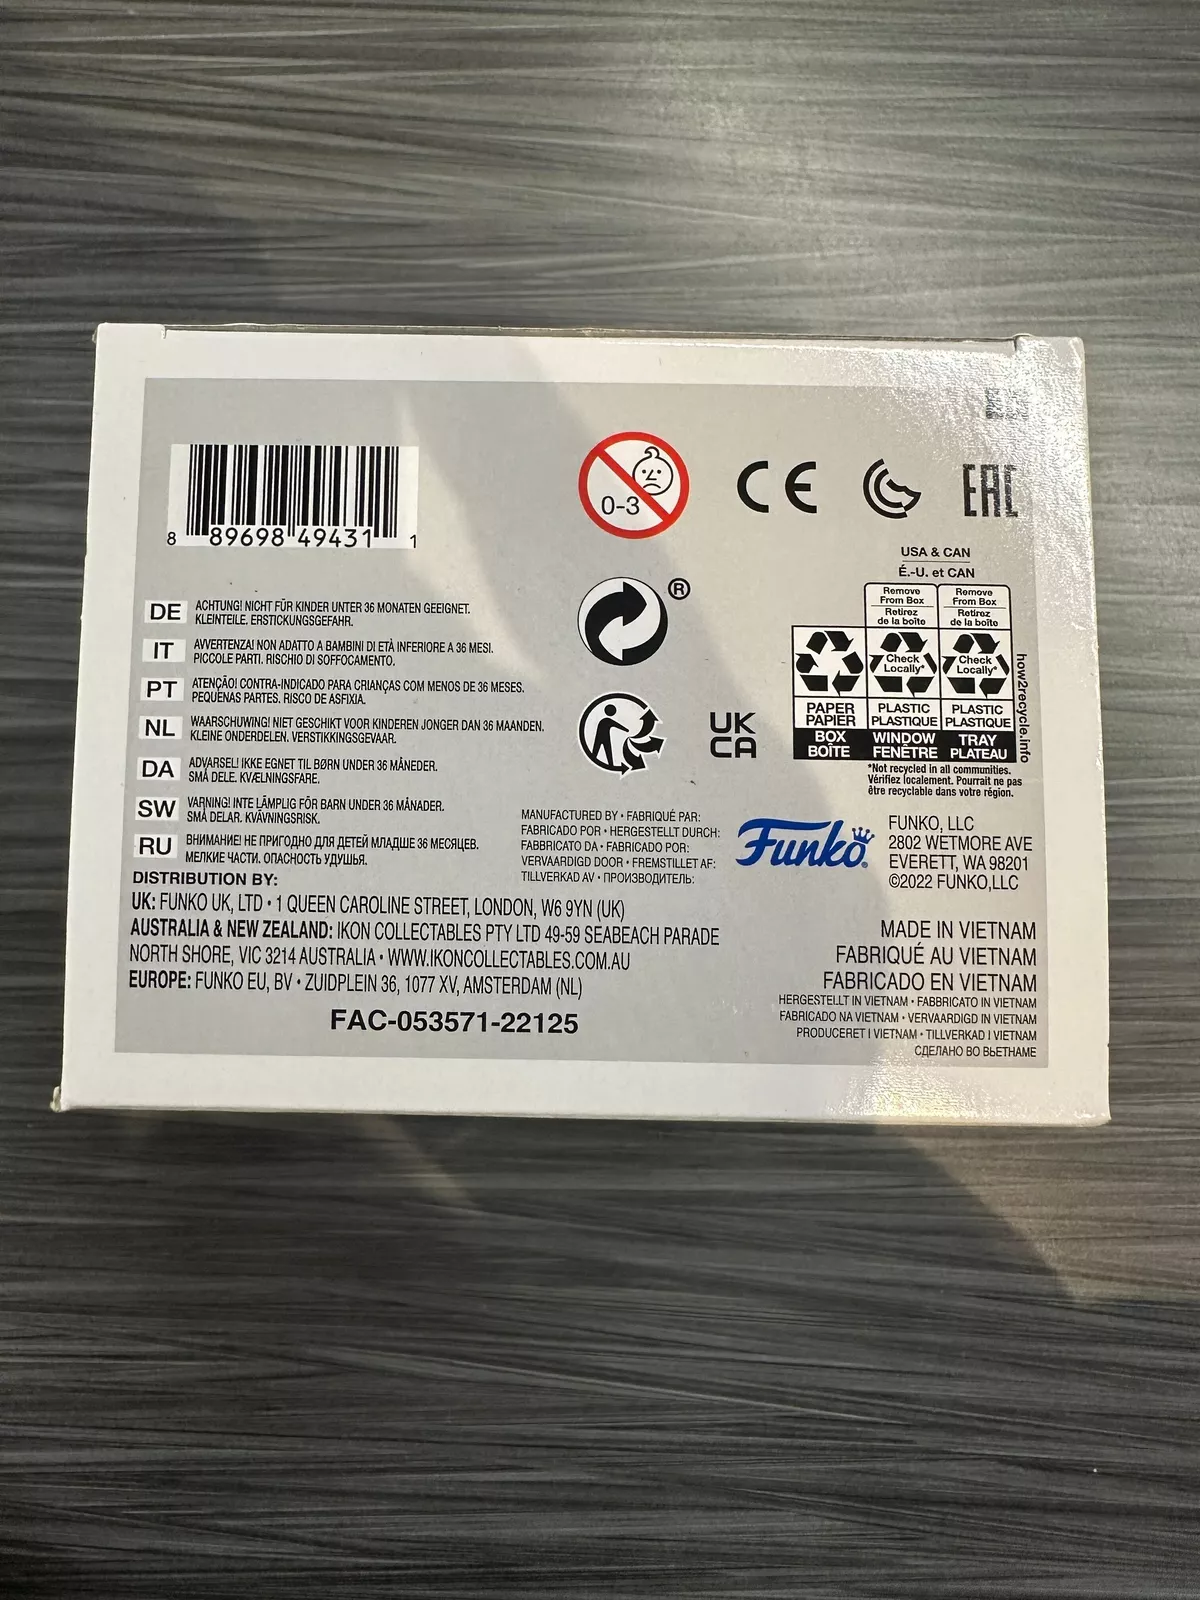 8 89698 49431 1
0-3
CE
EAC
®
USA & CAN
É.-U. et CAN
Remove
From Box
Retirez
de la boîte
Remove
From Box
Retirez
de la boîte
Check
Locally*
Check
Locally*
PAPER
PAPIER
BOX
BOÎTE
PLASTIC
PLASTIQUE
WINDOW
FENÊTRE
PLASTIC
PLASTIQUE
TRAY
PLATEAU
how2recycle.info
*Not recycled in all communities.
Vérifiez localement. Pourrait ne pas
être recyclable dans votre région.
UK
CA
DE ACHTUNG! NICHT FÜR KINDER UNTER 36 MONATEN GEEIGNET.
KLEINTEILE. ERSTICKUNGSGEFAHR.
IT AVVERTENZA! NON ADATTO A BAMBINI DI ETÀ INFERIORE A 36 MESI.
PICCOLE PARTI. RISCHIO DI SOFFOCAMENTO.
PT ATENÇÃO! CONTRA-INDICADO PARA CRIANÇAS COM MENOS DE 36 MESES.
PEQUENAS PARTES. RISCO DE ASFIXIA.
NL WAARSCHUWING! NIET GESCHIKT VOOR KINDEREN JONGER DAN 36 MAANDEN.
KLEINE ONDERDELEN. VERSTIKKINGSGEVAAR.
DA ADVARSEL! IKKE EGNET TIL BØRN UNDER 36 MÅNEDER.
SMÅ DELE. KVÆLNINGSFARE.
SW VARNING! INTE LÄMPLIG FÖR BARN UNDER 36 MÅNADER.
SMÅ DELAR. KVÄVNINGSRISK.
RU ВНИМАНИЕ! НЕ ПРИГОДНО ДЛЯ ДЕТЕЙ МЛАДШЕ 36 МЕСЯЦЕВ.
МЕЛКИЕ ЧАСТИ. ОПАСНОСТЬ УДУШЬЯ.
MANUFACTURED BY • FABRIQUÉ PAR:
FABRICADO POR • HERGESTELLT DURCH:
FABBRICATO DA • FABRICADO POR:
VERVAARDIGD DOOR • FREMSTILLET AF:
TILLVERKAD AV • ПРОИЗВОДИТЕЛЬ:
Funko
FUNKO, LLC
2802 WETMORE AVE
EVERETT, WA 98201
©2022 FUNKO,LLC
DISTRIBUTION BY:
UK: FUNKO UK, LTD • 1 QUEEN CAROLINE STREET, LONDON, W6 9YN (UK)
AUSTRALIA & NEW ZEALAND: IKON COLLECTABLES PTY LTD 49-59 SEABEACH PARADE
NORTH SHORE, VIC 3214 AUSTRALIA • WWW.IKONCOLLECTABLES.COM.AU
EUROPE: FUNKO EU, BV • ZUIDPLEIN 36, 1077 XV, AMSTERDAM (NL)
FAC-053571-22125
MADE IN VIETNAM
FABRIQUÉ AU VIETNAM
FABRICADO EN VIETNAM
HERGESTELLT IN VIETNAM • FABBRICATO IN VIETNAM
FABRICADO NA VIETNAM • VERVAARDIGD IN VIETNAM
PRODUCERET I VIETNAM • TILLVERKAD I VIETNAM
СДЕЛАНО ВО ВЬЕТНАМЕ